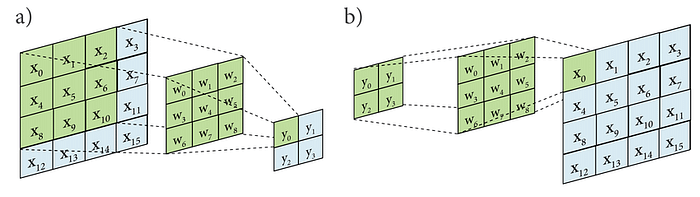 a)
x0 x1 x2 x3
x4 x5 x6 x7
x8 x9 x10 x11
x12 x13 x14 x15
w0 w1 w2
w3 w4 w5
w6 w7 w8
y0 y1
y2 y3
b)
y0 y1
y2 y3
w0 w1 w2
w3 w4 w5
w6 w7 w8
x0 x1 x2 x3
x4 x5 x6 x7
x8 x9 x10 x11
x12 x13 x14 x15